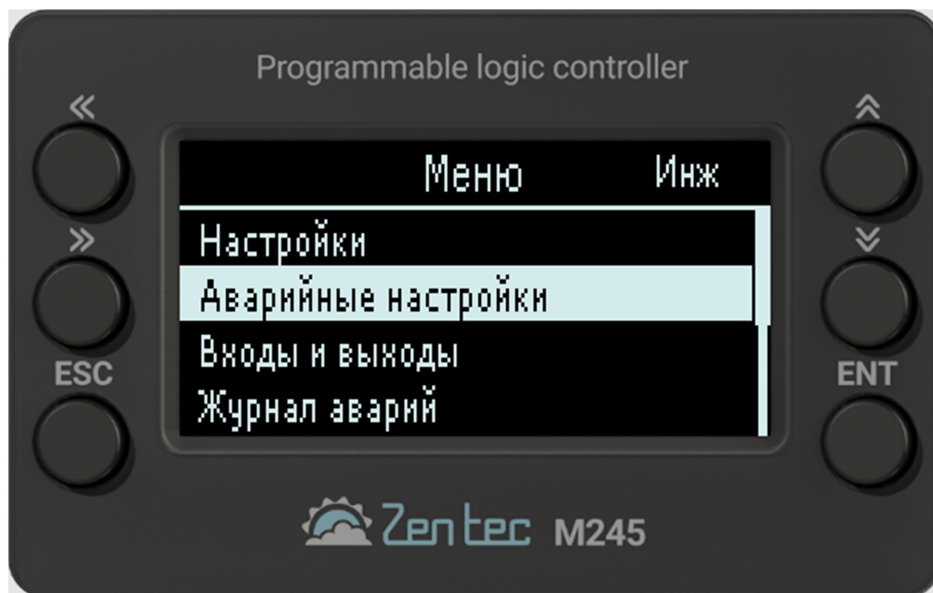 Programmable logic controller
Меню Инж
Настройки
Аварийные настройки
Входы и выходы
Журнал аварий
ESC
ENT
Zentec M245